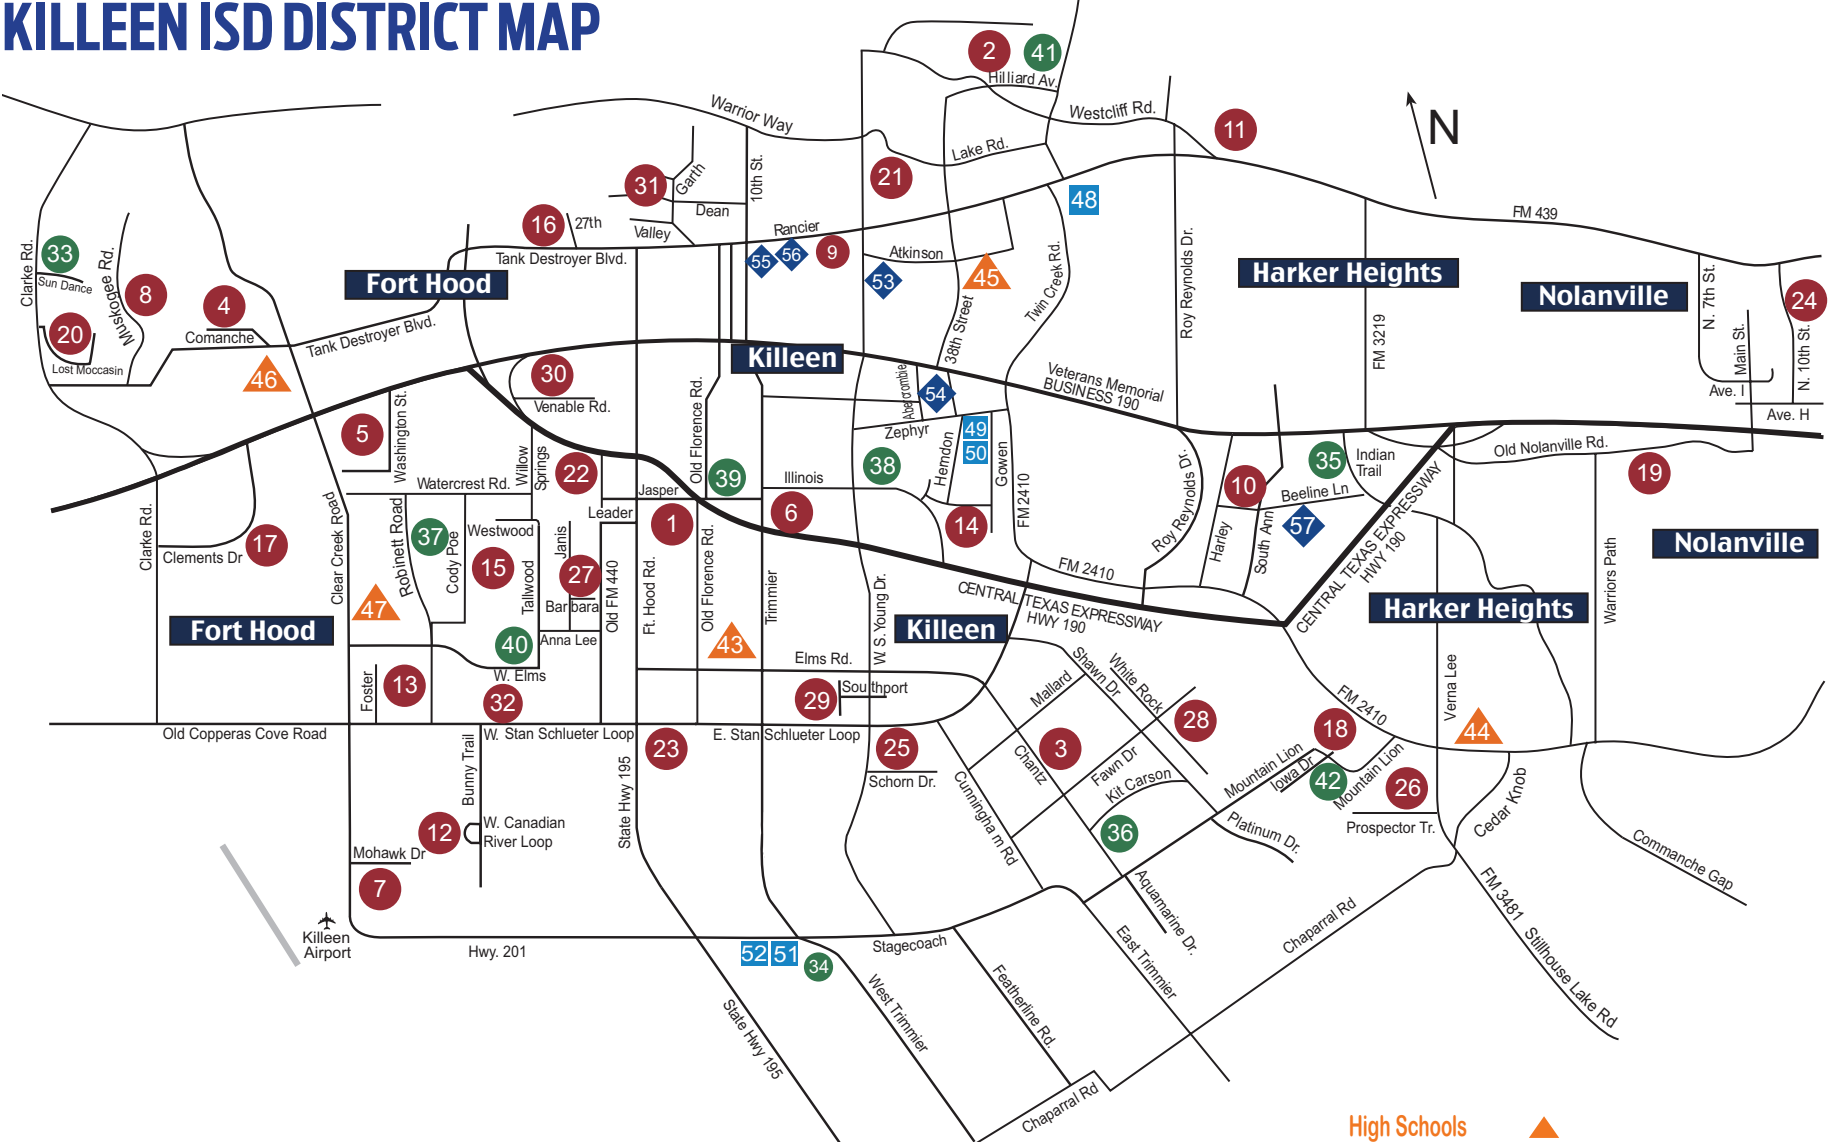 KILLEEN ISD DISTRICT MAP
2
41
Hilliard Av.
Warrior Way
Westcliff Rd.
11
N
Lake Rd.
21
10th St.
Garth
31
48
Dean
16
27th
Valley
Rancier
FM 439
Tank Destroyer Blvd.
55
56
9
Atkinson
53
45
Clarke Rd.
33
Sun Dance
Muskogee Rd.
8
4
20
Comanche
Lost Moccasin
46
Fort Hood
Tank Destroyer Blvd.
38th Street
Twin Creek Rd.
Roy Reynolds Dr.
Harker Heights
FM 3219
Nolanville
N. 7th St.
Main St.
24
N. 10th St.
Ave. I
Ave. H
Killeen
30
Venable Rd.
Old Florence Rd.
Abercrombie
54
Veterans Memorial
BUSINESS 190
5
Washington St.
Zephyr
Herndon
49
50
Gowen
FM 2410
38
39
Illinois
Willow
Springs
22
Watercrest Rd.
Jasper
Leader
1
6
14
Roy Reynolds Dr.
Harley
10
South Ann
35
Indian
Trail
Beeline Ln
57
Old Nolanville Rd.
19
Nolanville
Warriors Path
Clarke Rd.
Clements Dr
17
Clear Creek Road
Robinett Road
37
Cody Poe
Westwood
15
Tallwood
Janis
27
Barbara
Anna Lee
Old FM 440
Ft. Hood Rd.
Old Florence Rd.
Trimmier
43
W. S. Young Dr.
FM 2410
CENTRAL TEXAS EXPRESSWAY
HWY 190
CENTRAL TEXAS EXPRESSWAY
HWY 190
Harker Heights
Fort Hood
47
40
W. Elms
Foster
13
32
Killeen
Elms Rd.
29
Southport
Shawn Dr
White Rock
Mallard
28
Verna Lee
44
FM 2410
Old Copperas Cove Road
W. Stan Schlueter Loop
23
E. Stan Schlueter Loop
25
Schorn Dr.
Chantz
3
Fawn Dr
Kit Carson
36
Cunningham Rd
Mountain Lion
Iowa Dr
18
42
Mountain Lion
26
Prospector Tr.
Platinum Dr.
Cedar Knob
Commanche Gap
Bunny Trail
State Hwy 195
12
W. Canadian
River Loop
Mohawk Dr
7
Killeen
Airport
Hwy. 201
52
51
34
Stagecoach
Aquamarine Dr.
East Trimmier
Chaparral Rd
FM 3481
Stillhouse Lake Rd
State Hwy 195
West Trimmier
Featherline Rd.
Chaparral Rd
High Schools